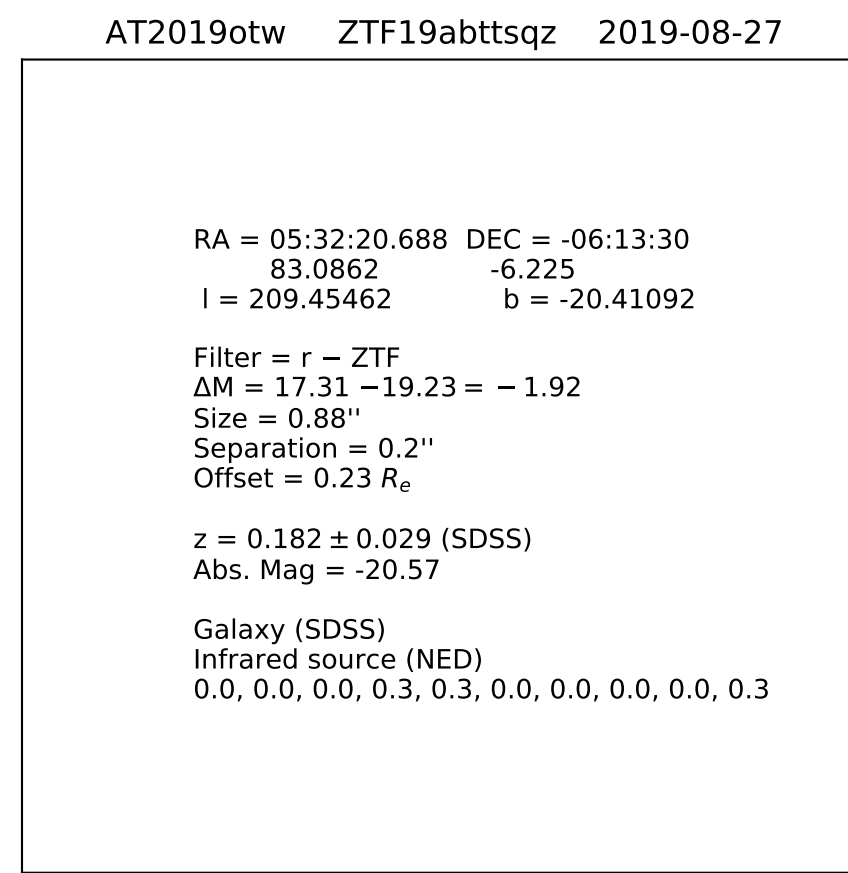 AT2019otw ZTF19abttsqz 2019-08-27
RA = 05:32:20.688 DEC = -06:13:30
83.0862 -6.225
l = 209.45462 b = -20.41092
Filter = r − ZTF
ΔM = 17.31 −19.23 = − 1.92
Size = 0.88''
Separation = 0.2''
Offset = 0.23 Rₑ
z = 0.182 ± 0.029 (SDSS)
Abs. Mag = -20.57
Galaxy (SDSS)
Infrared source (NED)
0.0, 0.0, 0.0, 0.3, 0.3, 0.0, 0.0, 0.0, 0.0, 0.3